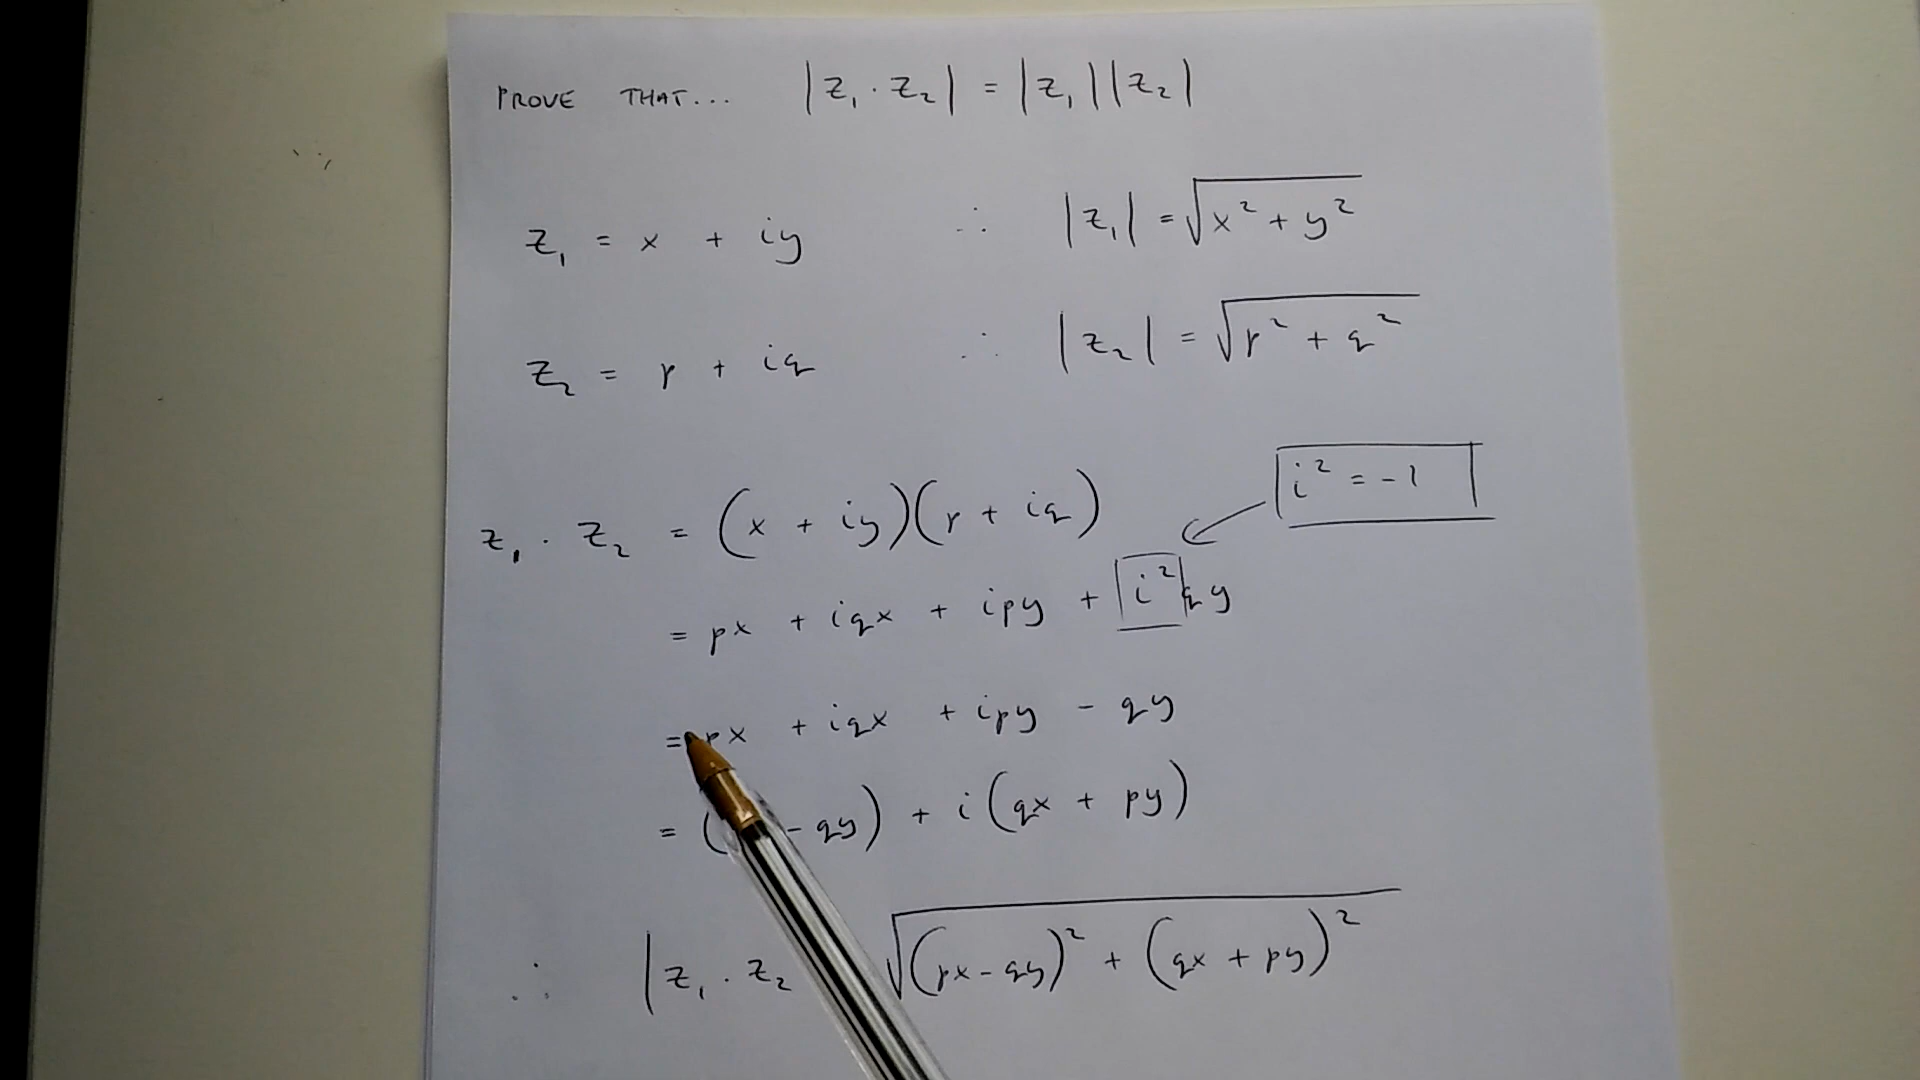 PROVE THAT... |z₁ · z₂| = |z₁||z₂|
z₁ = x + iy ∴ |z₁| = √(x² + y²)
z₂ = p + iq ∴ |z₂| = √(p² + q²)
i² = -1
z₁ · z₂ = (x + iy)(p + iq)
= px + iqx + ipy + i²qy
= px + iqx + ipy - qy
= ( - qy) + i(qx + py)
∴ |z₁ · z₂ √((px - qy)² + (qx + py)²)